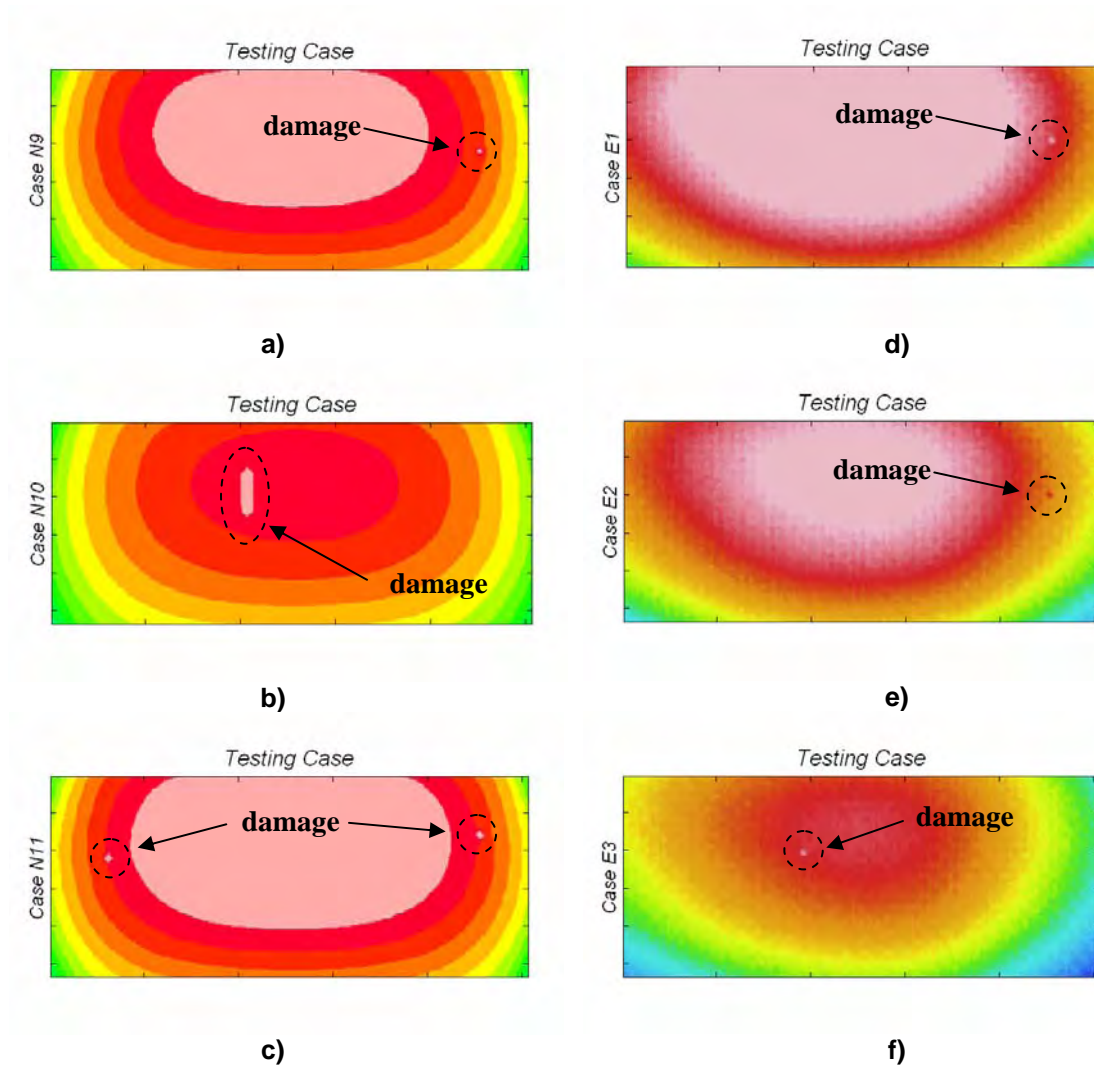 Testing Case
Case N9
damage
a)
Testing Case
Case E1
damage
d)
Testing Case
Case N10
damage
b)
Testing Case
Case E2
damage
e)
Testing Case
Case N11
damage
c)
Testing Case
Case E3
damage
f)